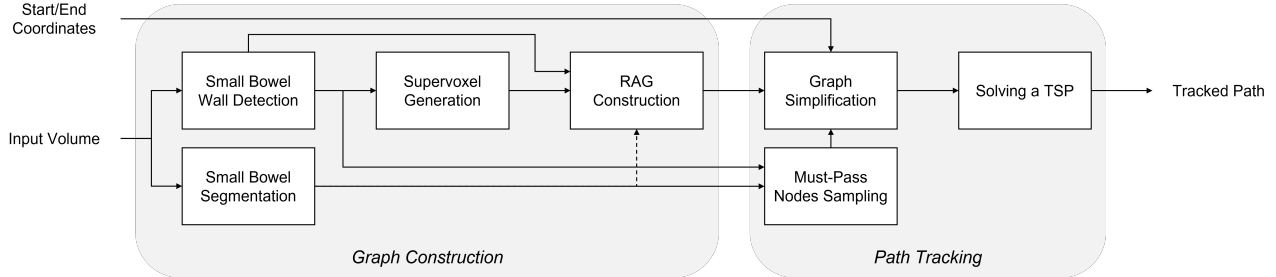 Start/End
Coordinates
Input Volume
Small Bowel
Wall Detection
Supervoxel
Generation
RAG
Construction
Small Bowel
Segmentation
Graph Construction
Graph
Simplification
Solving a TSP
Must-Pass
Nodes Sampling
Path Tracking
Tracked Path